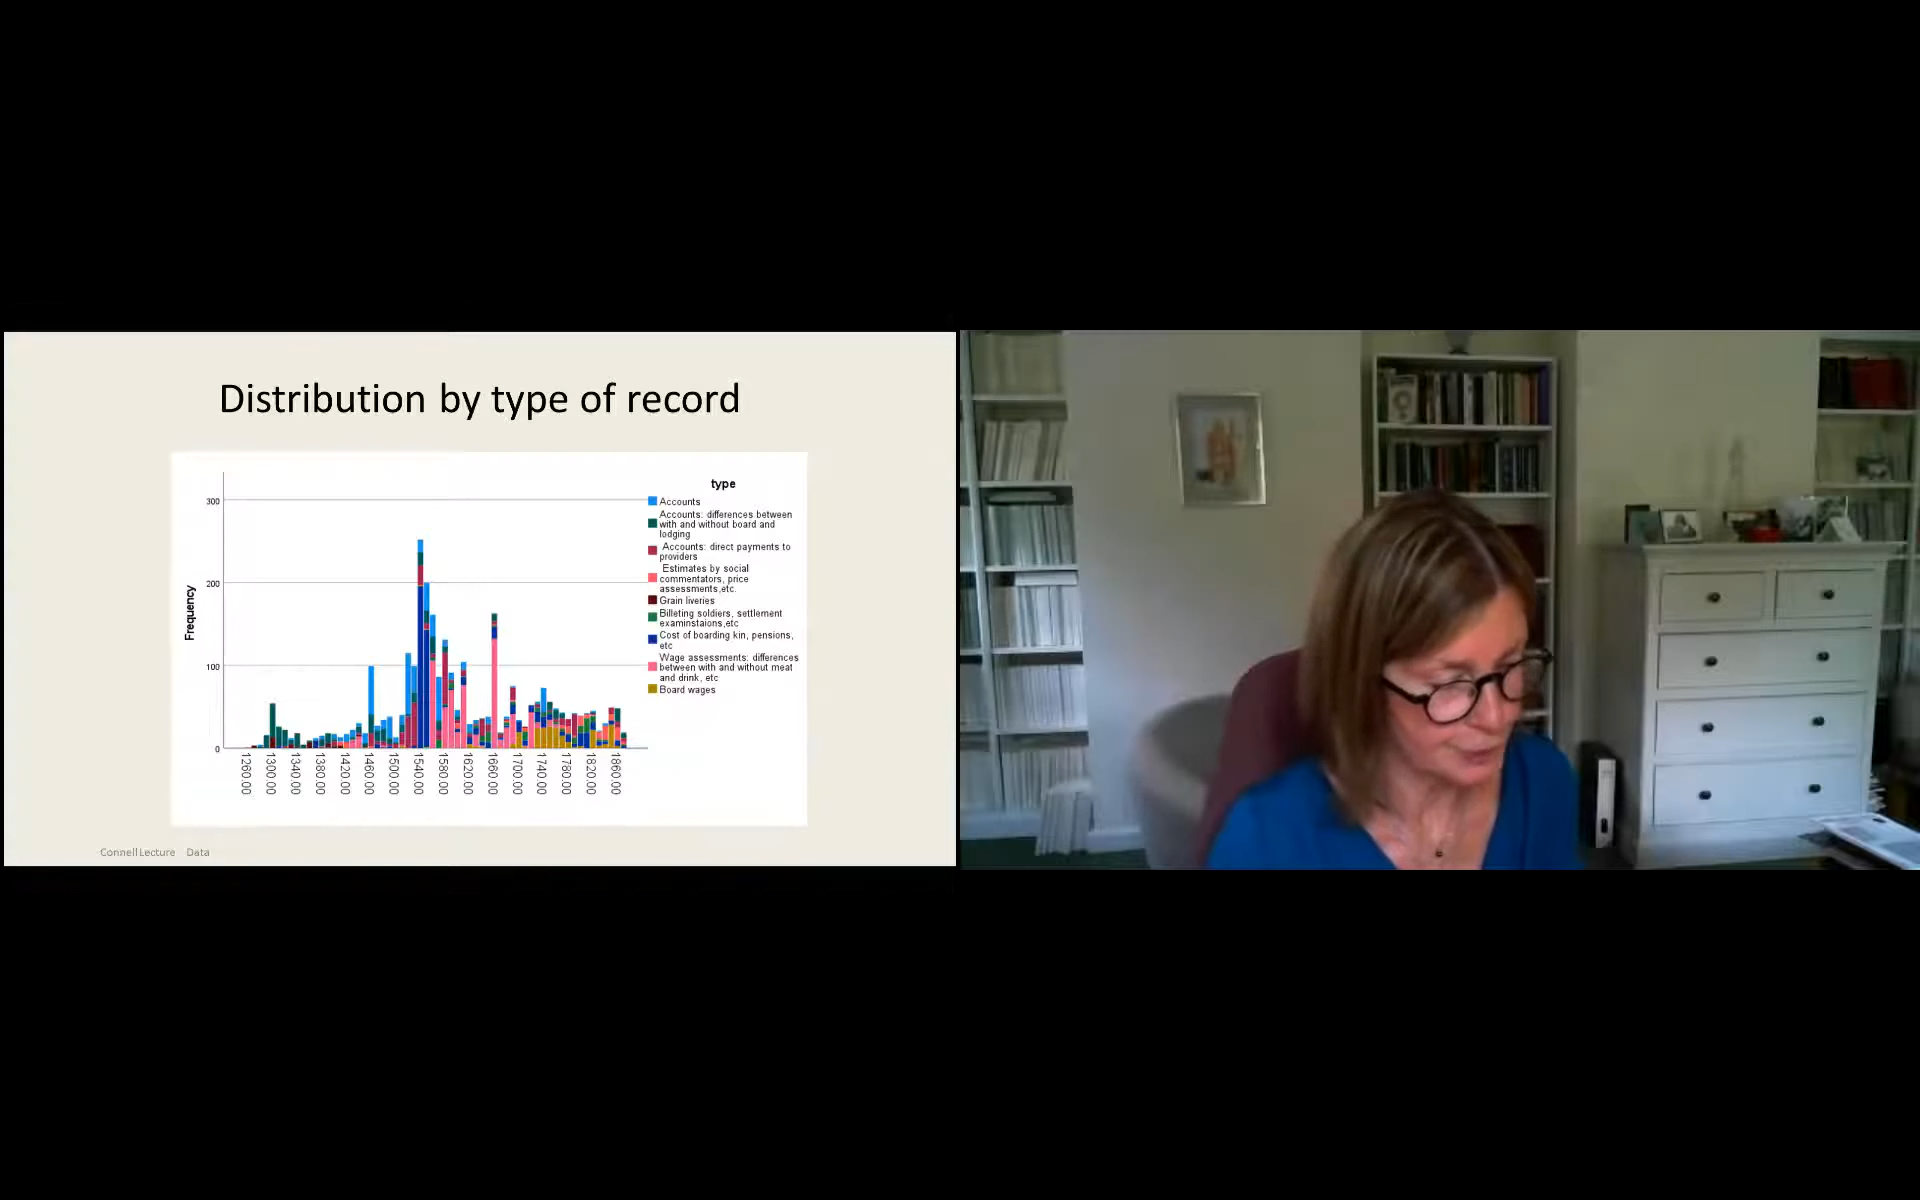 Distribution by type of record
type
Accounts
Accounts: differences between
with and without board and
lodging
Accounts: direct payments to
providers
Estimates by social
commentators, price
assessments,etc.
Grain liveries
Billeting soldiers, settlement
examinstaions,etc
Cost of boarding kin, pensions,
etc
Wage assessments: differences
between with and without meat
and drink, etc
Board wages
Frequency
300
200
100
0
1260.00
1300.00
1340.00
1380.00
1420.00
1460.00
1500.00
1540.00
1580.00
1620.00
1660.00
1700.00
1740.00
1780.00
1820.00
1860.00
Connell Lecture Data